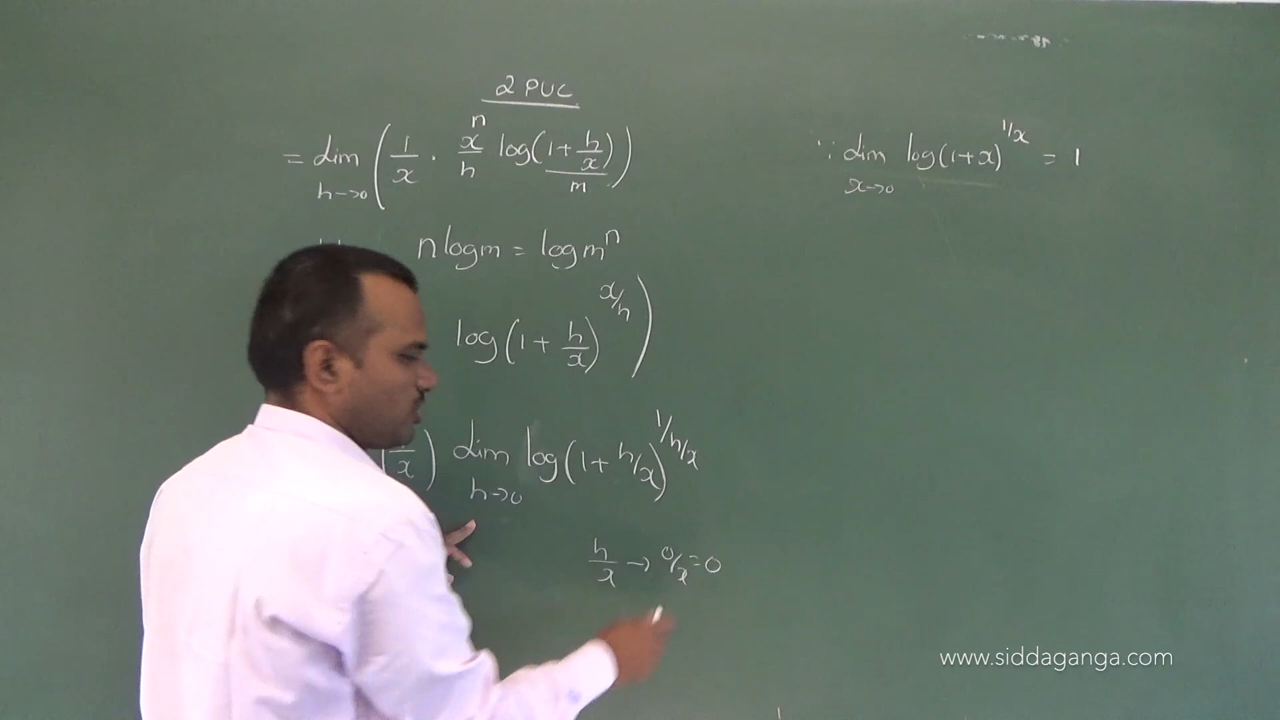 2 PUC
= lim h→0 (1/x · x/h log(1 + h/x))
n
m
∵ lim x→0 log(1+x)^1/x = 1
n log m = log m^n
log(1 + h/x)^x/h)
x) lim h→0 log(1 + h/x)^1/h/x
h/x → 0/x = 0
www.siddaganga.com